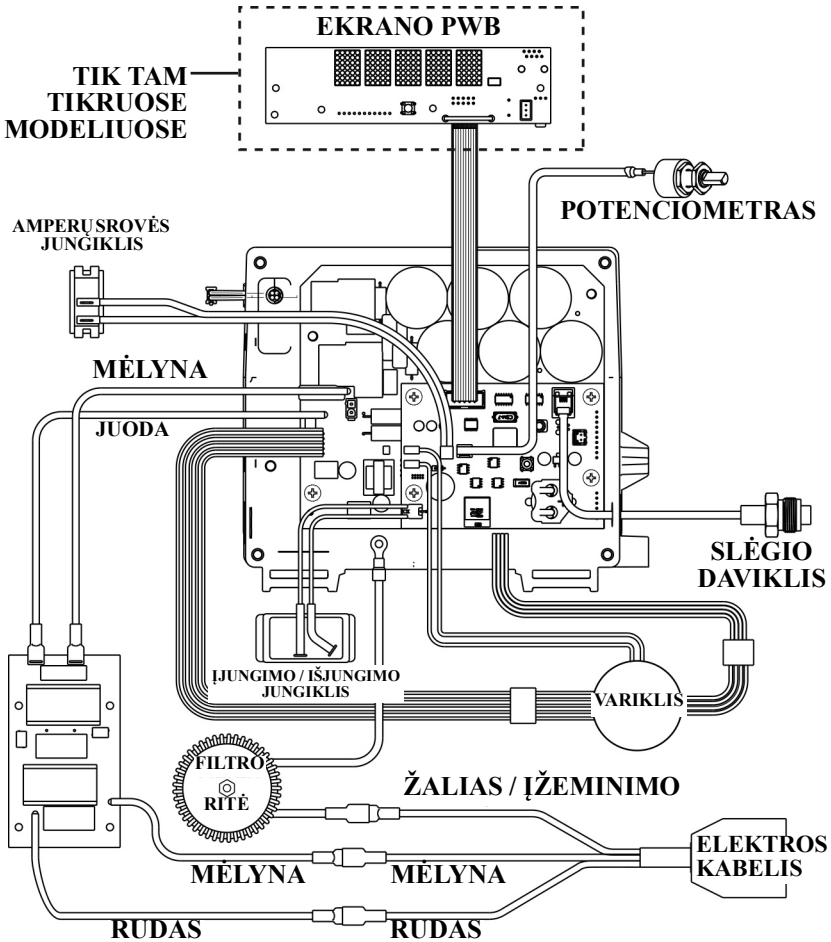 EKRANO PWB
TIK TAM
TIKRUOSE
MODELIUOSE
POTENCIOMETRAS
AMPERŲ SROVĖS
JUNGIKLIS
MĖLYNA
JUODA
SLĖGIO
DAVIKLIS
ĮJUNGIMO / IŠJUNGIMO
JUNGIKLIS
VARIKLIS
FILTRO
RITĖ
ŽALIAS / ĮŽEMINIMO
ELEKTROS
KABELIS
MĖLYNA
MĖLYNA
RUDAS
RUDAS